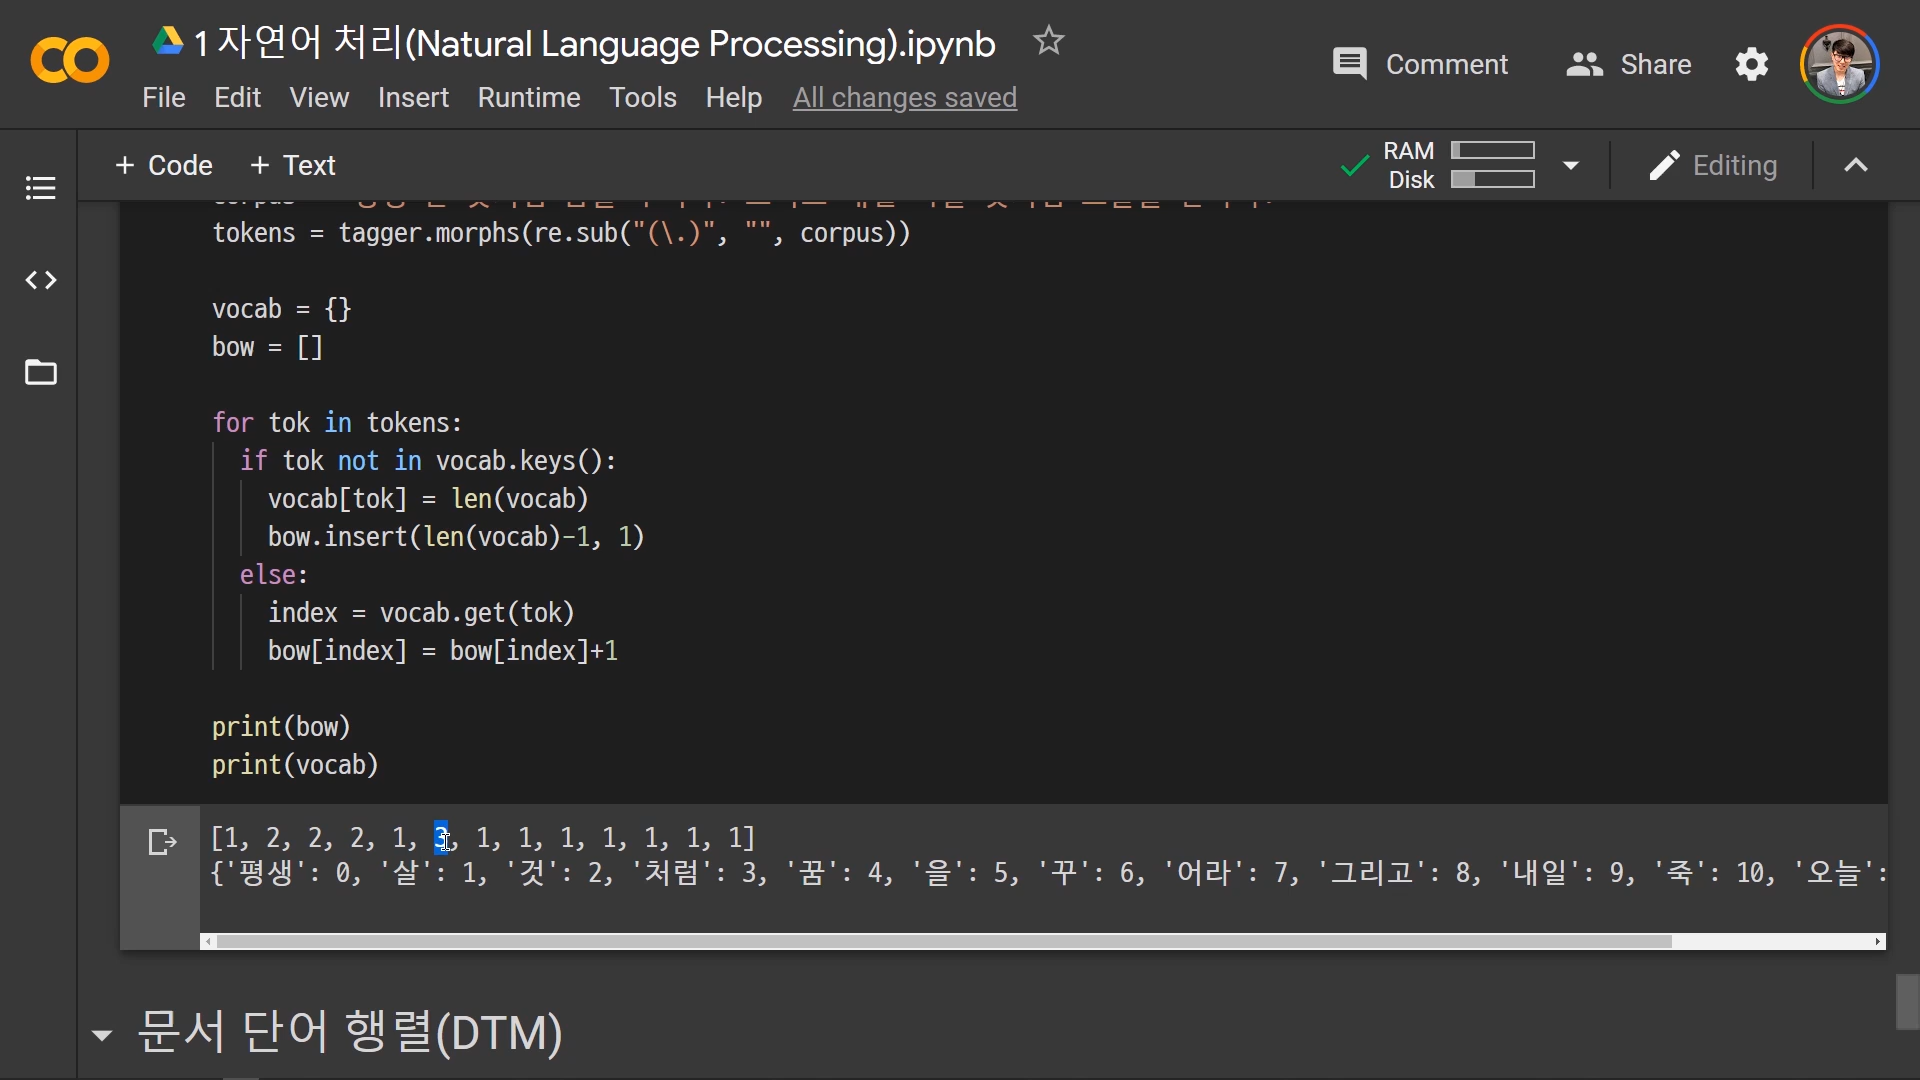 1 자연어 처리(Natural Language Processing).ipynb
Comment
Share
File Edit View Insert Runtime Tools Help All changes saved
+ Code + Text
RAM
Disk
Editing
tokens = tagger.morphs(re.sub("(\.)", "", corpus))
vocab = {}
bow = []
for tok in tokens:
if tok not in vocab.keys():
vocab[tok] = len(vocab)
bow.insert(len(vocab)-1, 1)
else:
index = vocab.get(tok)
bow[index] = bow[index]+1
print(bow)
print(vocab)
[1, 2, 2, 2, 1, 3, 1, 1, 1, 1, 1, 1, 1]
{'평생': 0, '살': 1, '것': 2, '처럼': 3, '꿈': 4, '을': 5, '꾸': 6, '어라': 7, '그리고': 8, '내일': 9, '죽': 10, '오늘':
문서 단어 행렬(DTM)